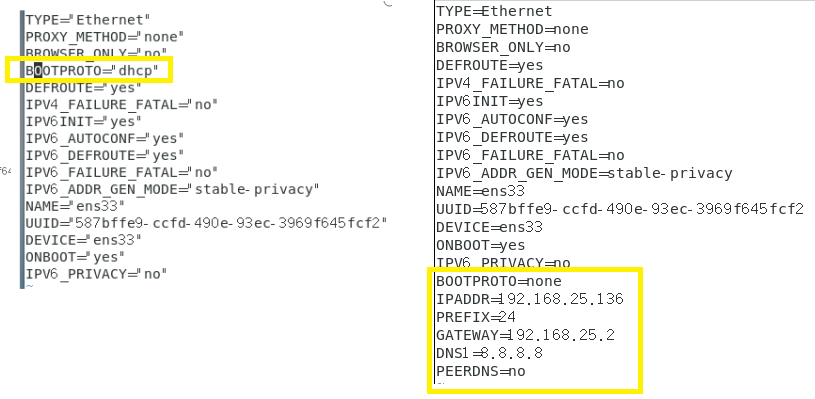 TYPE="Ethernet"
PROXY_METHOD="none"
BROWSER_ONLY="no"
BOOTPROTO="dhcp"
DEFROUTE="yes"
IPV4_FAILURE_FATAL="no"
IPV6INIT="yes"
IPV6_AUTOCONF="yes"
IPV6_DEFROUTE="yes"
IPV6_FAILURE_FATAL="no"
IPV6_ADDR_GEN_MODE="stable-privacy"
NAME="ens33"
UUID="587bffe9-ccfd-490e-93ec-3969f645fcf2"
DEVICE="ens33"
ONBOOT="yes"
IPV6_PRIVACY="no"
~
TYPE=Ethernet
PROXY_METHOD=none
BROWSER_ONLY=no
DEFROUTE=yes
IPV4_FAILURE_FATAL=no
IPV6INIT=yes
IPV6_AUTOCONF=yes
IPV6_DEFROUTE=yes
IPV6_FAILURE_FATAL=no
IPV6_ADDR_GEN_MODE=stable-privacy
NAME=ens33
UUID=587bffe9-ccfd-490e-93ec-3969f645fcf2
DEVICE=ens33
ONBOOT=yes
IPV6_PRIVACY=no
BOOTPROTO=none
IPADDR=192.168.25.136
PREFIX=24
GATEWAY=192.168.25.2
DNS1=8.8.8.8
PEERDNS=no